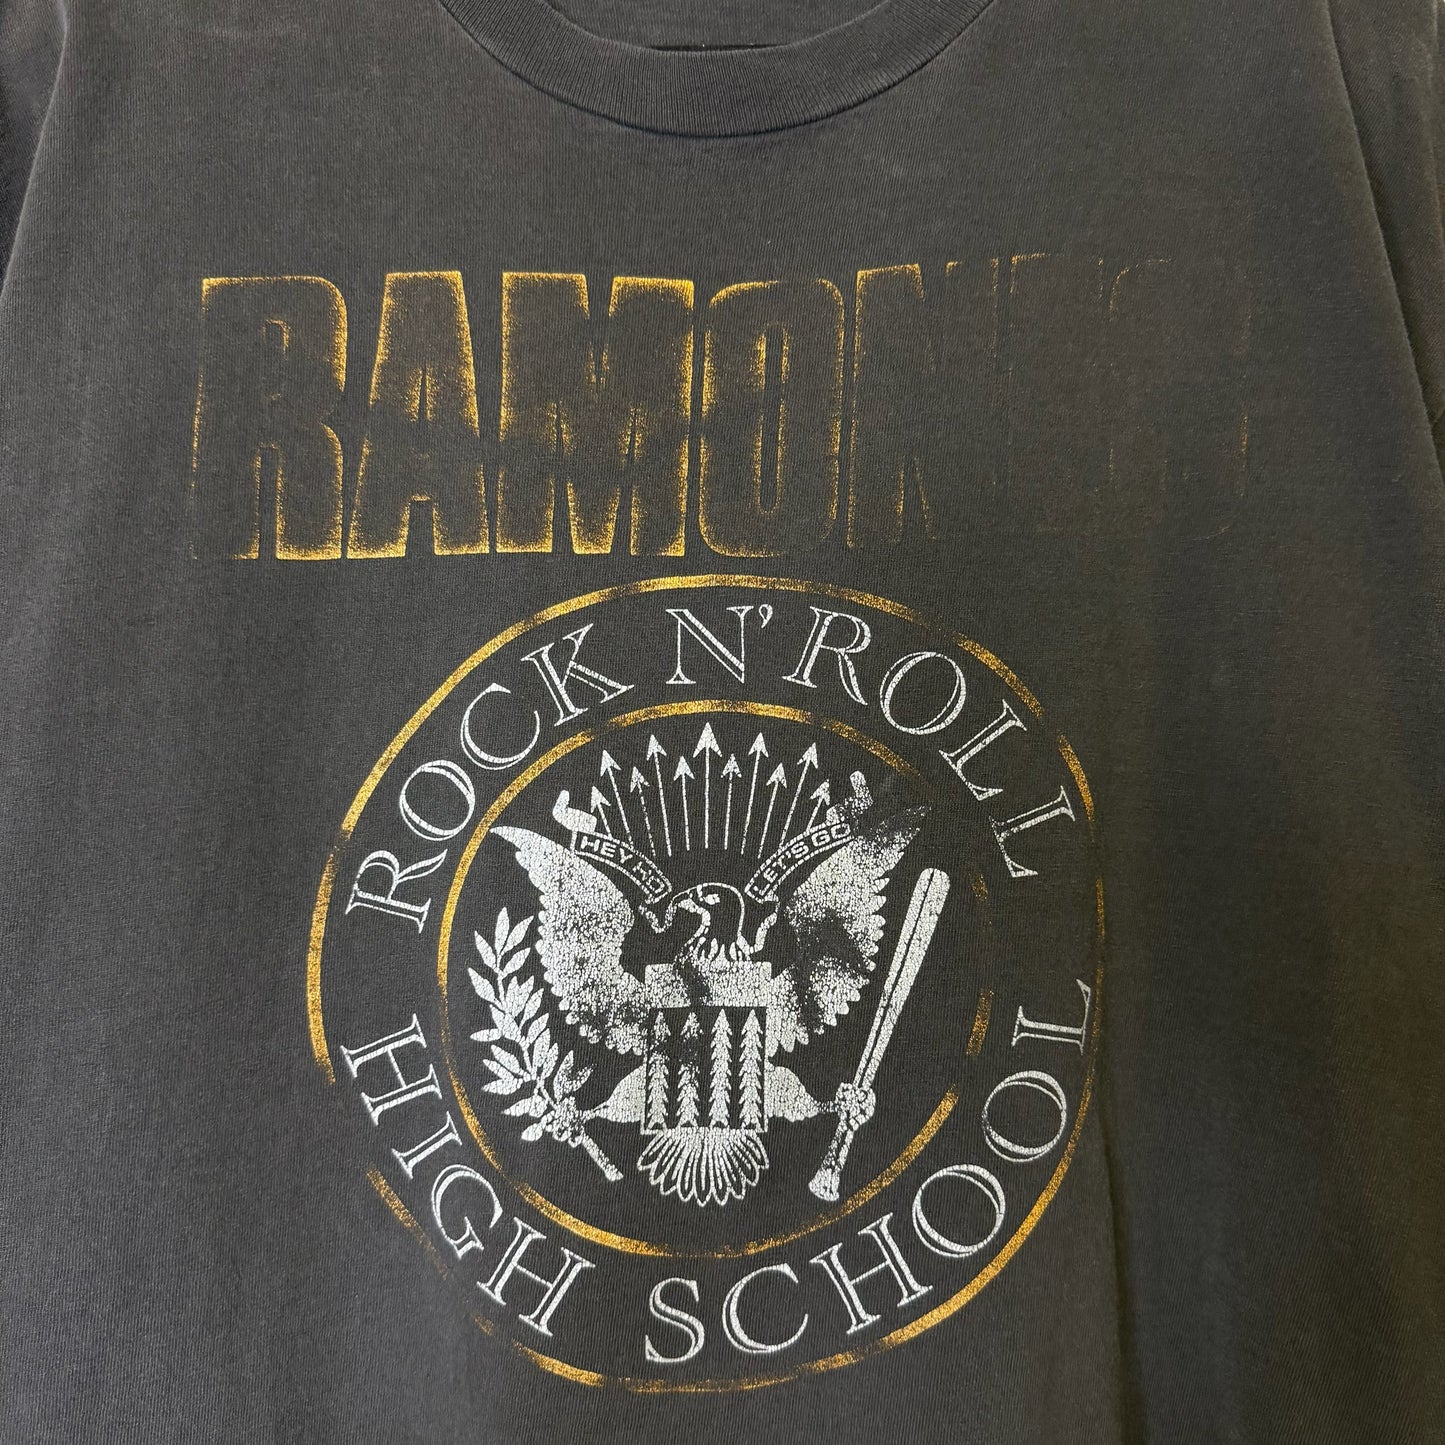 RAMONES
ROCK N' ROLL
HEY HO
LET'S GO
HIGH SCHOOL